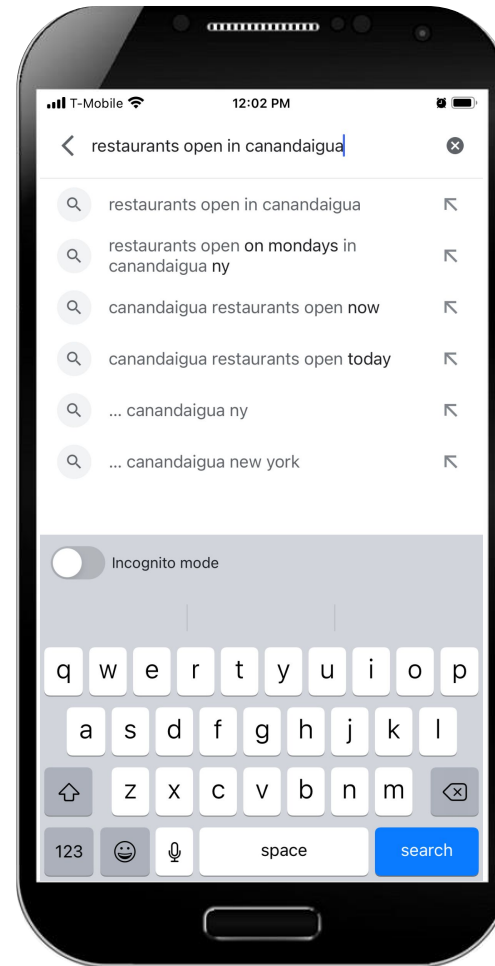 T-Mobile 12:02 PM
restaurants open in canandaigua
restaurants open in canandaigua
restaurants open on mondays in
canandaigua ny
canandaigua restaurants open now
canandaigua restaurants open today
... canandaigua ny
... canandaigua new york
Incognito mode
q w e r t y u i o p
a s d f g h j k l
z x c v b n m
123 space search